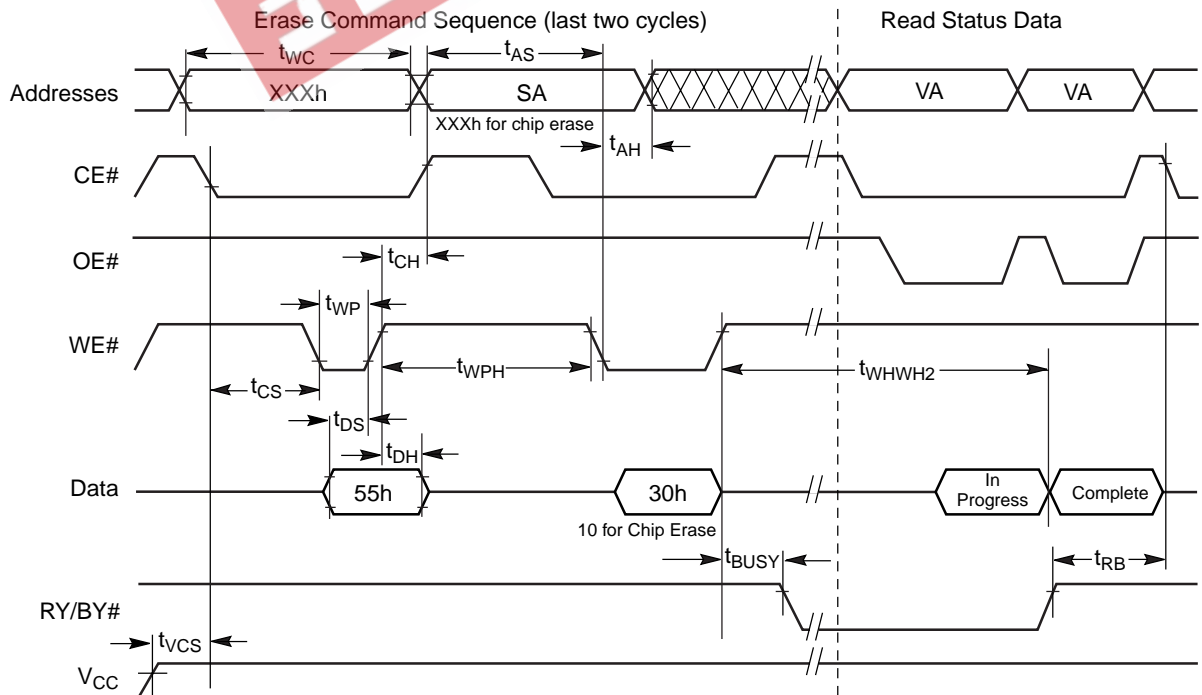 Erase Command Sequence (last two cycles)
Read Status Data
tWC
tAS
Addresses
XXXh
SA
VA
VA
XXXh for chip erase
tAH
CE#
OE#
tCH
tWP
WE#
tWPH
tWHWH2
tCS
tDS
tDH
Data
55h
30h
In
Progress
Complete
10 for Chip Erase
tBUSY
tRB
RY/BY#
tVCS
VCC